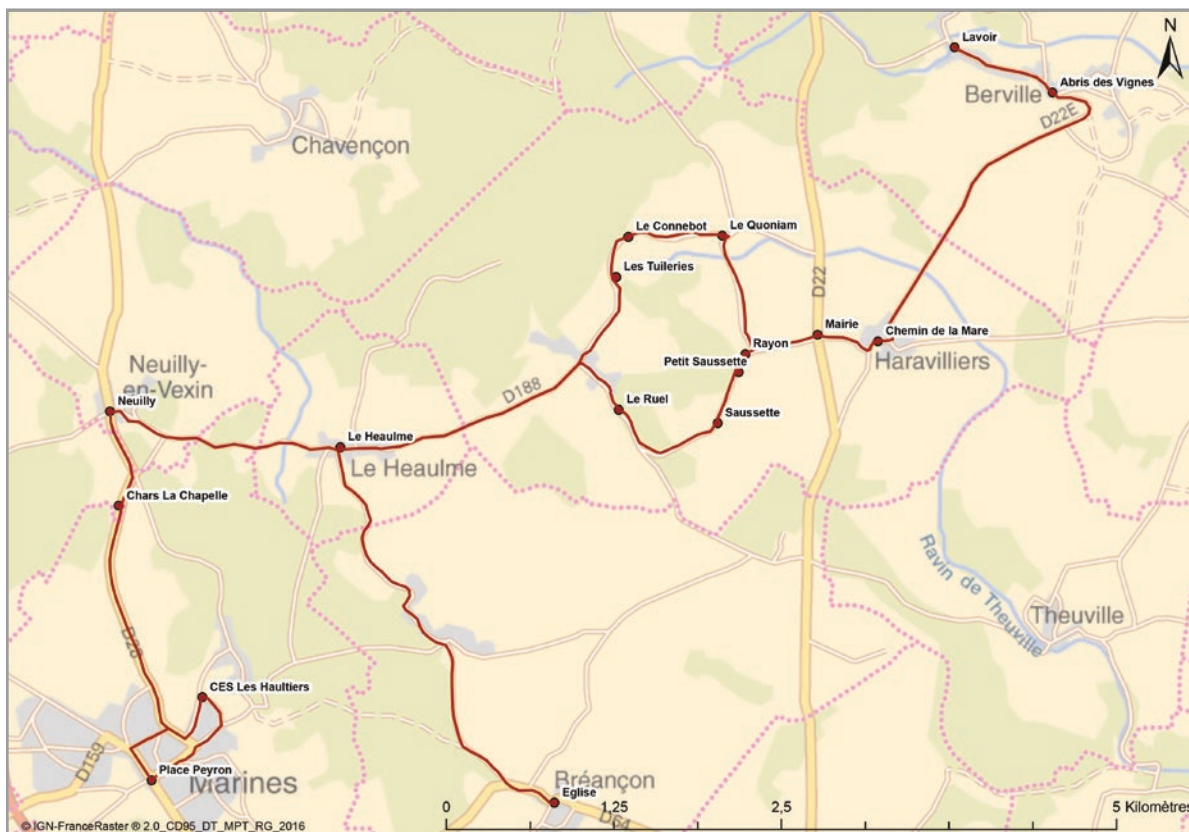 N
Lavoir
Berville
Abris des Vignes
D22E
Chavençon
Le Connebot
Le Quoniam
Les Tuileries
D22
Mairie
Chemin de la Mare
Haravilliers
Rayon
Petit Saussette
Neuilly-
en-Vexin
Neuilly
D188
Le Ruel
Saussette
Le Heaulme
Le Heaulme
Chars La Chapelle
Ravin de Theuville
Theuville
D28
CES Les Haultiers
D159
Place Peyron
Marines
Bréançon
Eglise
D64
0 1,25 2,5 5 Kilomètres
© IGN-FranceRaster ® 2.0_CD95_DT_MPT_RG_2016